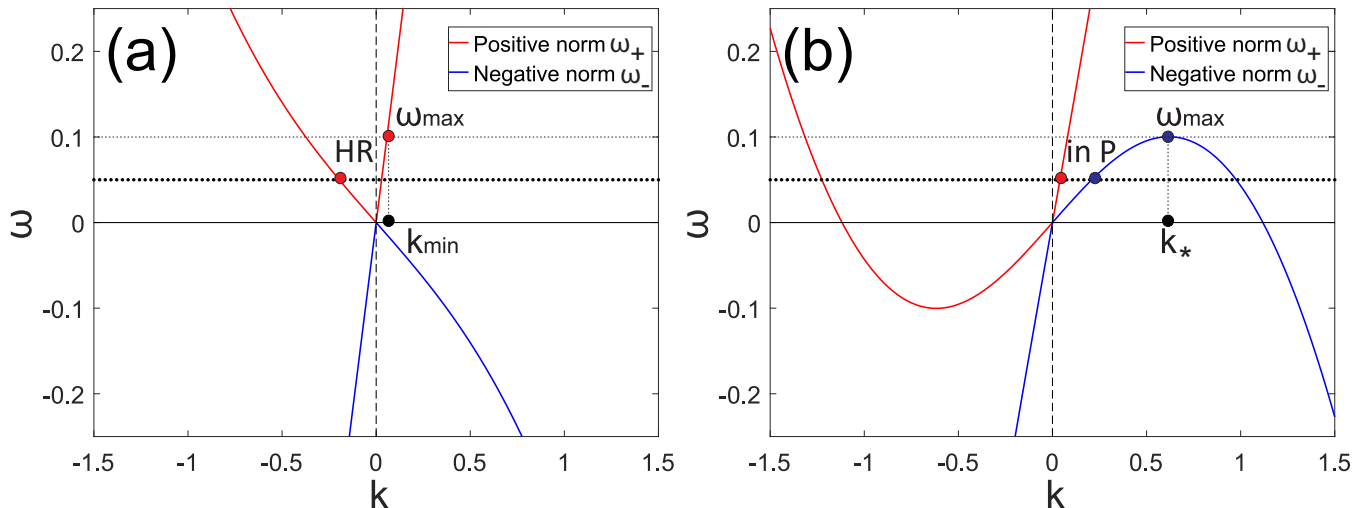 (a)
Positive norm ω+
Negative norm ω-
ωmax
HR
kmin
0.2
0.1
0
-0.1
-0.2
ω
-1.5 -1 -0.5 0 0.5 1 1.5
k
(b)
Positive norm ω+
Negative norm ω-
ωmax
in P
k*
0.2
0.1
0
-0.1
-0.2
ω
-1.5 -1 -0.5 0 0.5 1 1.5
k